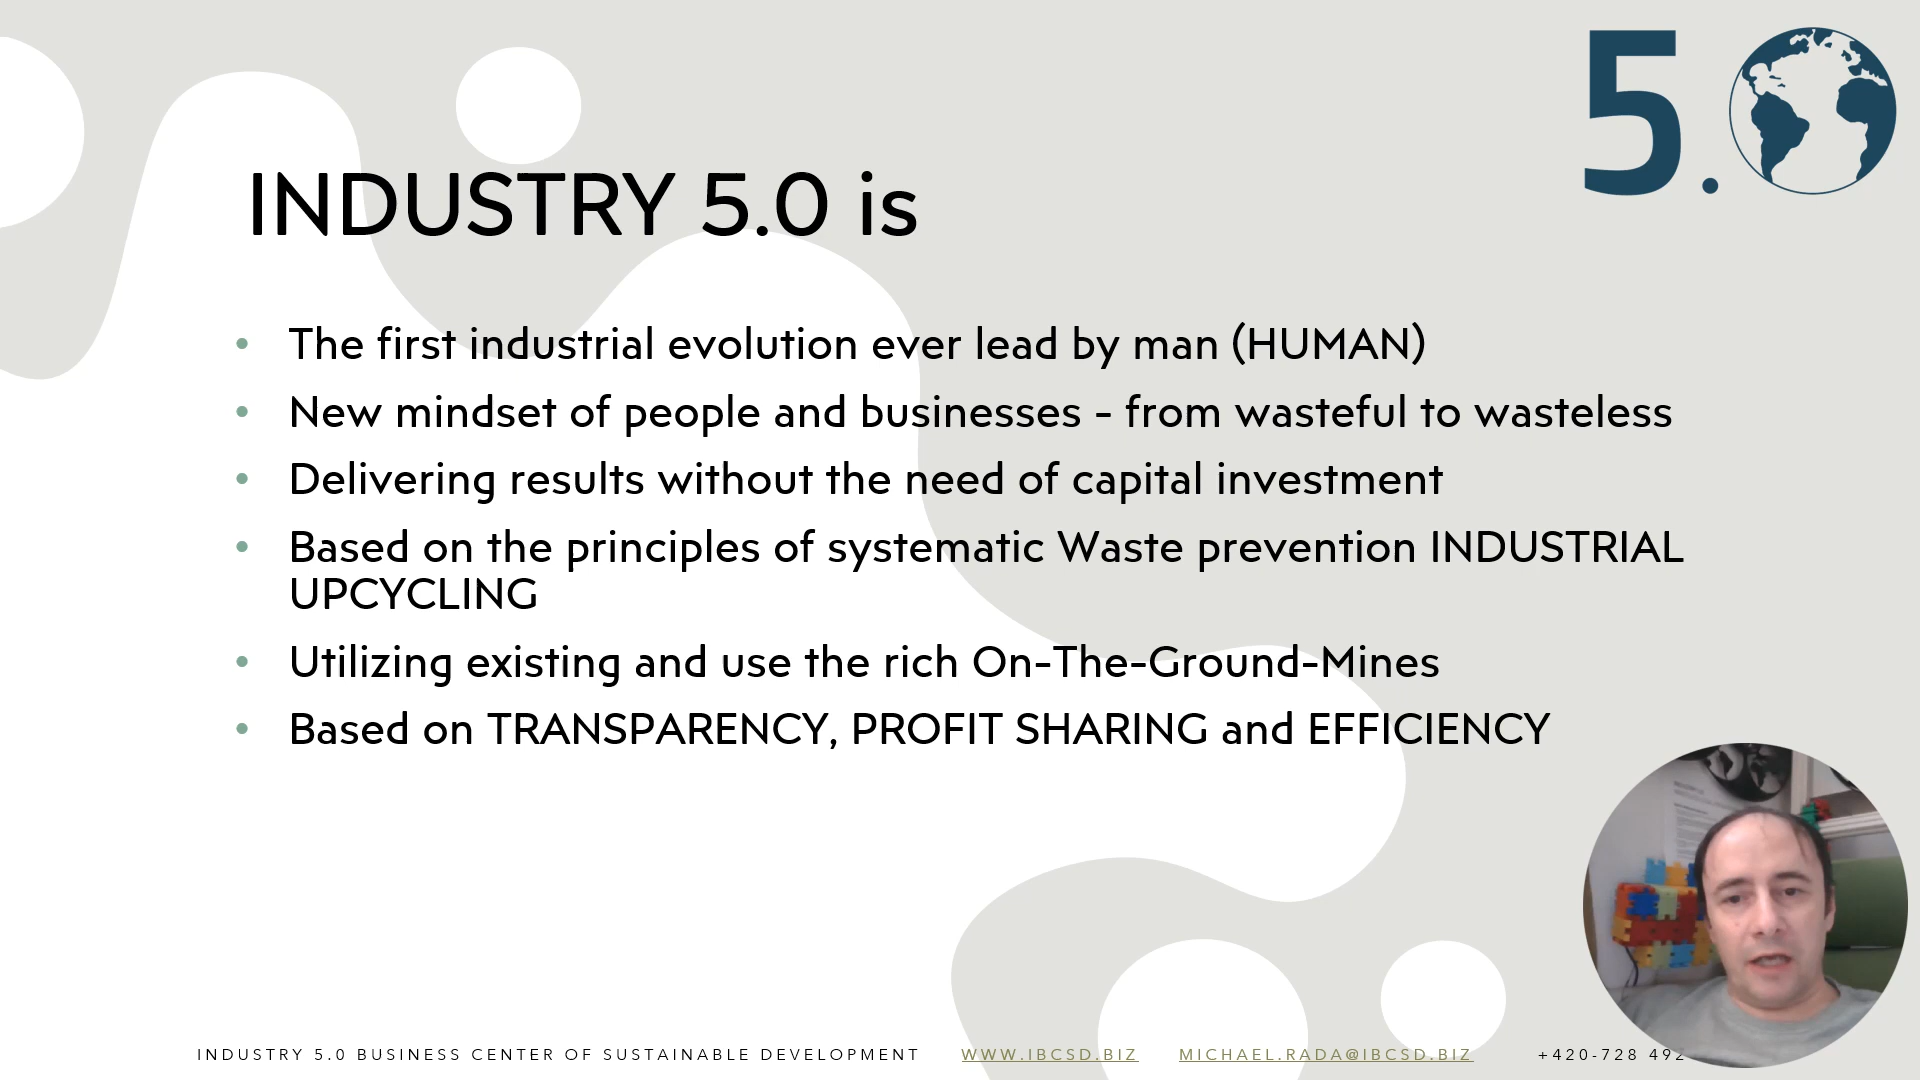 5.
INDUSTRY 5.0 is
• The first industrial evolution ever lead by man (HUMAN)
• New mindset of people and businesses - from wasteful to wasteless
• Delivering results without the need of capital investment
• Based on the principles of systematic Waste prevention INDUSTRIAL
UPCYCLING
• Utilizing existing and use the rich On-The-Ground-Mines
• Based on TRANSPARENCY, PROFIT SHARING and EFFICIENCY
INDUSTRY 5.0 BUSINESS CENTER OF SUSTAINABLE DEVELOPMENT WWW.IBCSD.BIZ MICHAEL.RADA@IBCSD.BIZ +420-728 492